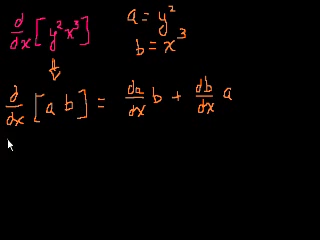 d/dx [y²x³]
a = y²
b = x³
d/dx [a b] = da/dx b + db/dx a